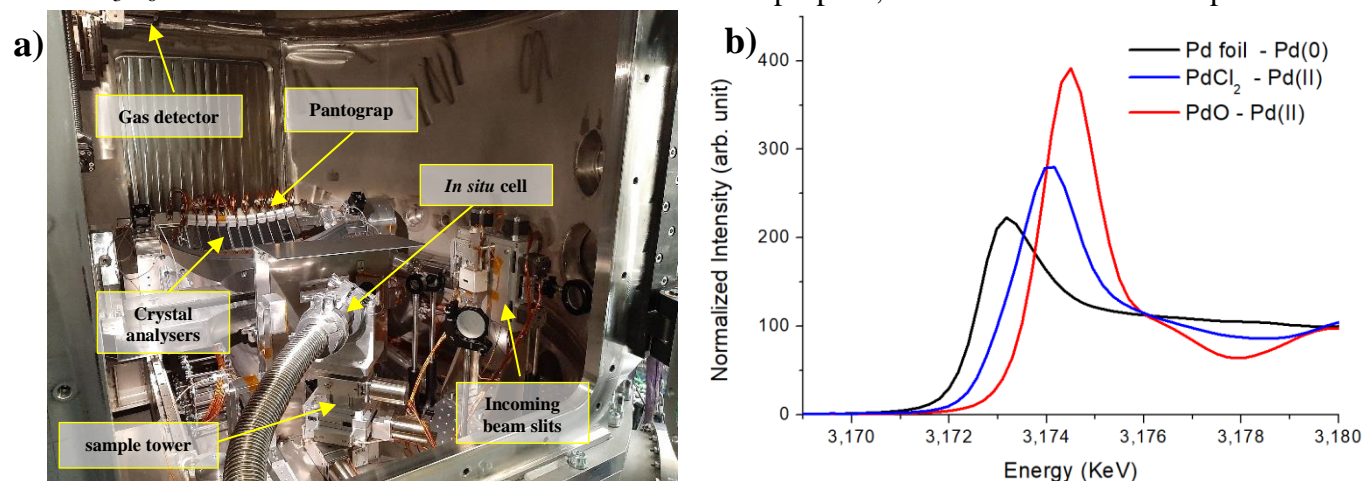 a)
Gas detector
Pantograp
In situ cell
Crystal
analysers
sample tower
Incoming
beam slits
b)
Pd foil - Pd(0)
PdCl₂ - Pd(II)
PdO - Pd(II)
Normalized Intensity (arb. unit)
400
300
200
100
0
3,170
3,172
3,174
3,176
3,178
3,180
Energy (KeV)